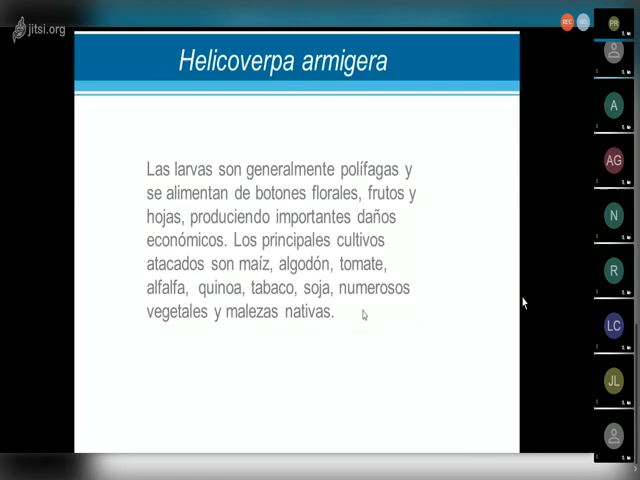 jitsi.org
REC
PR
Helicoverpa armigera
A
AG
N
R
LC
JL
Las larvas son generalmente polífagas y
se alimentan de botones florales, frutos y
hojas, produciendo importantes daños
económicos. Los principales cultivos
atacados son maíz, algodón, tomate,
alfalfa, quinoa, tabaco, soja, numerosos
vegetales y malezas nativas.